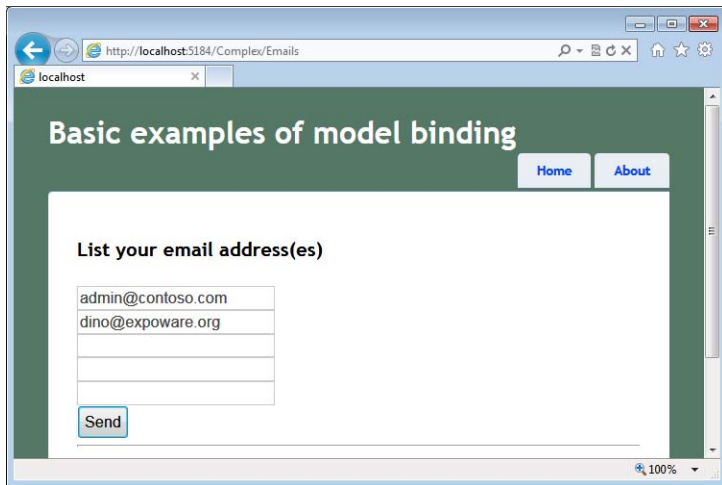 http://localhost:5184/Complex/Emails
localhost
Basic examples of model binding
Home
About
List your email address(es)
admin@contoso.com
dino@expoware.org
Send
100%